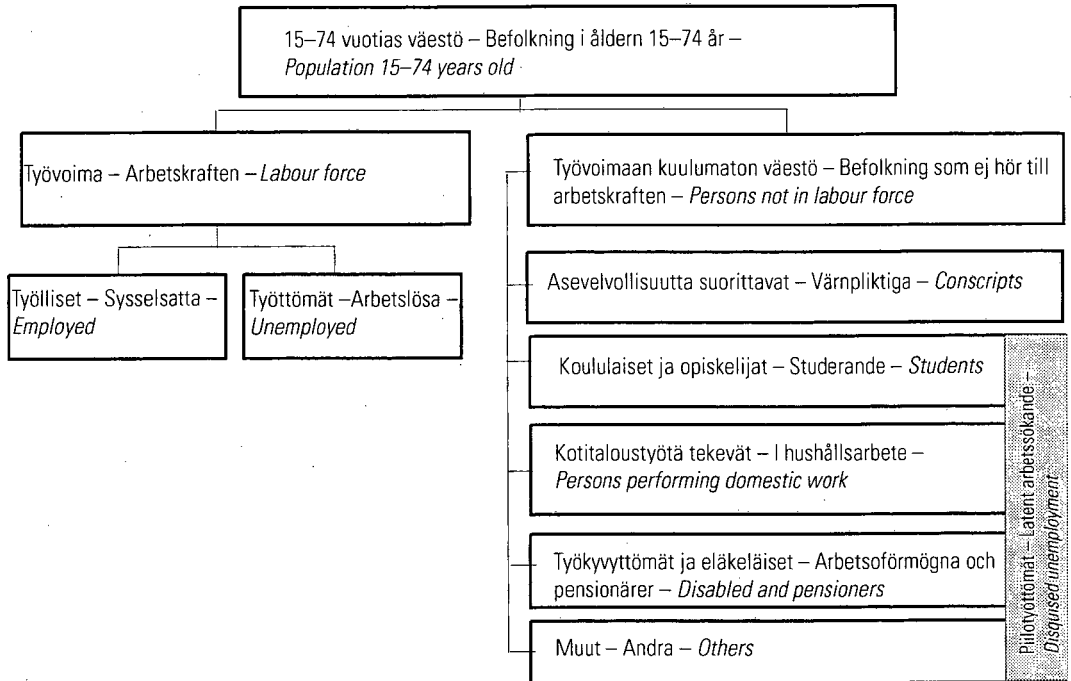 15–74 vuotias väestö – Befolkning i åldern 15–74 år –
Population 15–74 years old
Työvoima – Arbetskraften – Labour force
Työvoimaan kuulumaton väestö – Befolkning som ej hör till
arbetskraften – Persons not in labour force
Työlliset – Sysselsatta –
Employed
Työttömät –Arbetslösa –
Unemployed
Asevelvollisuutta suorittavat – Värnpliktiga – Conscripts
Koululaiset ja opiskelijat – Studerande – Students
Kotitaloustyötä tekevät – I hushållsarbete –
Persons performing domestic work
Työkyvyttömät ja eläkeläiset – Arbetsoförmögna och
pensionärer – Disabled and pensioners
Muut – Andra – Others
Piilotyöttömät – Latent arbetssökande –
Disquised unemployment